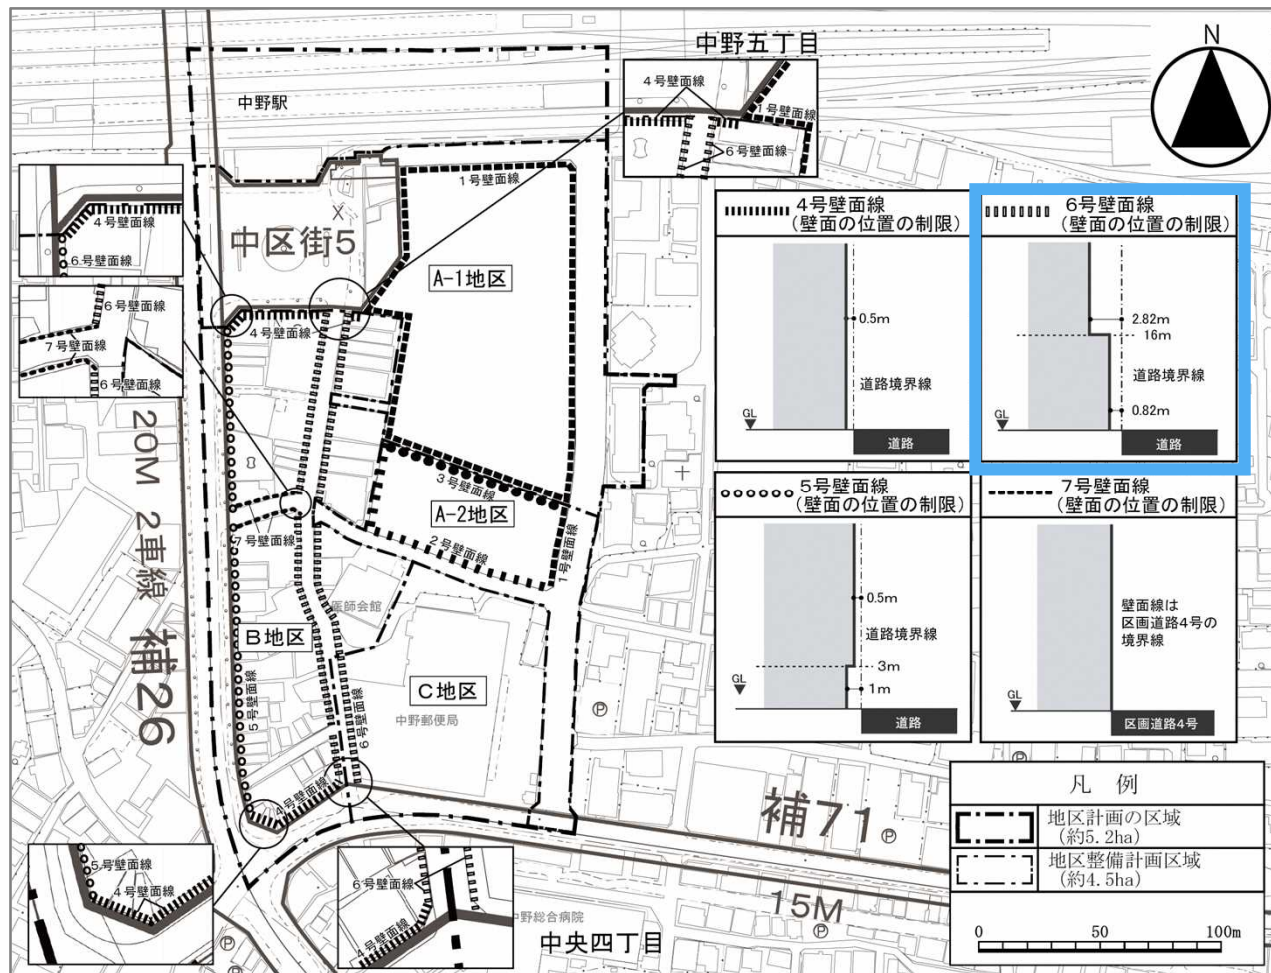 中野五丁目
N
中野駅
4号壁面線
1号壁面線
6号壁面線
4号壁面線
6号壁面線
6号壁面線
7号壁面線
6号壁面線
中区街5
1号壁面線
A-1地区
4号壁面線
3号壁面線
A-2地区
2号壁面線
1号壁面線
7号壁面線
医師会館
B地区
5号壁面線
6号壁面線
C地区
中野郵便局
4号壁面線
20M 2車線 補26
補71
15M
中央四丁目
中野総合病院
5号壁面線
4号壁面線
6号壁面線
4号壁面線
4号壁面線
(壁面の位置の制限)
0.5m
道路境界線
GL
道路
6号壁面線
(壁面の位置の制限)
2.82m
16m
道路境界線
0.82m
GL
道路
5号壁面線
(壁面の位置の制限)
0.5m
道路境界線
3m
1m
GL
道路
7号壁面線
(壁面の位置の制限)
壁面線は
区画道路4号の
境界線
GL
区画道路4号
凡 例
地区計画の区域
(約5.2ha)
地区整備計画区域
(約4.5ha)
0 50 100m
P
P
P
P
P